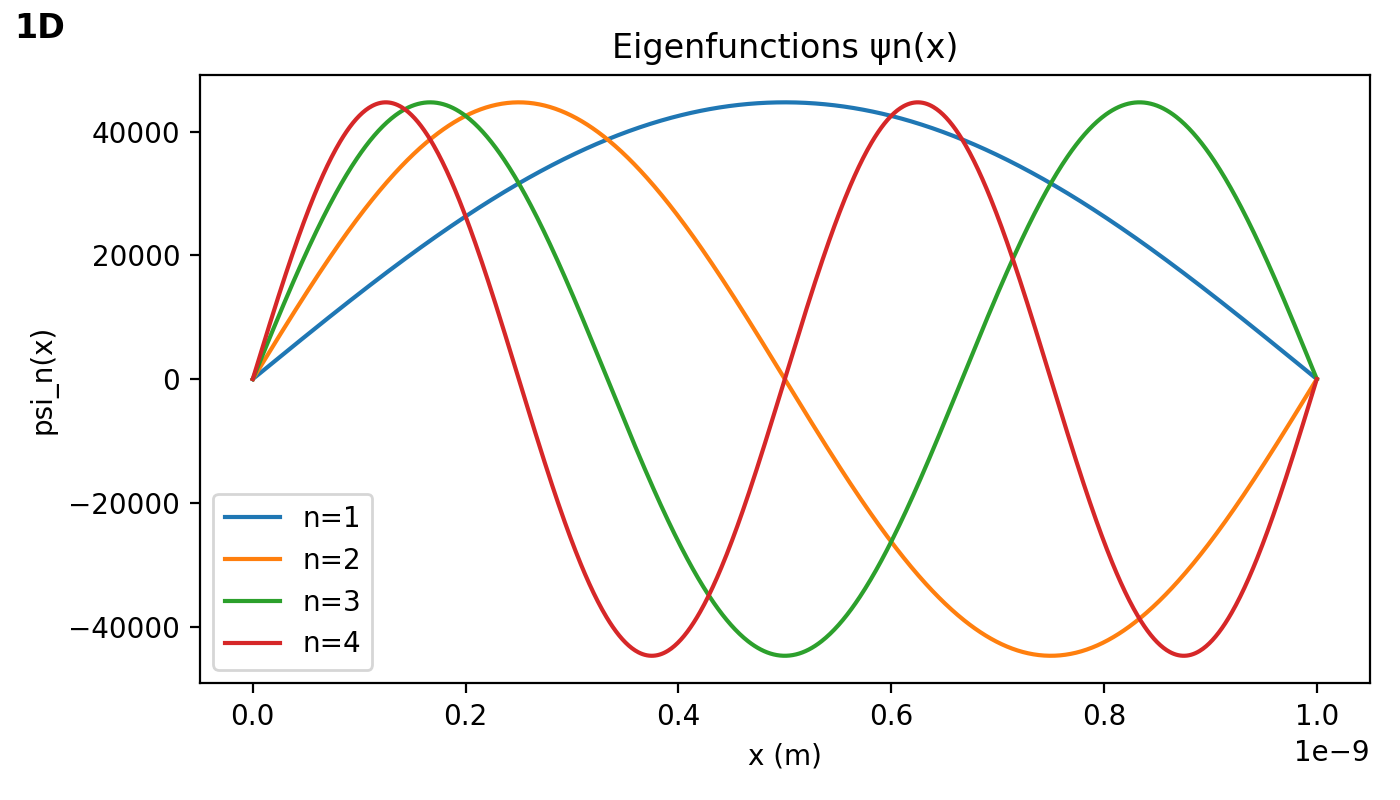 1D
Eigenfunctions ψn(x)
psi_n(x)
40000
20000
0
−20000
−40000
n=1
n=2
n=3
n=4
0.0 0.2 0.4 0.6 0.8 1.0
x (m)
1e−9